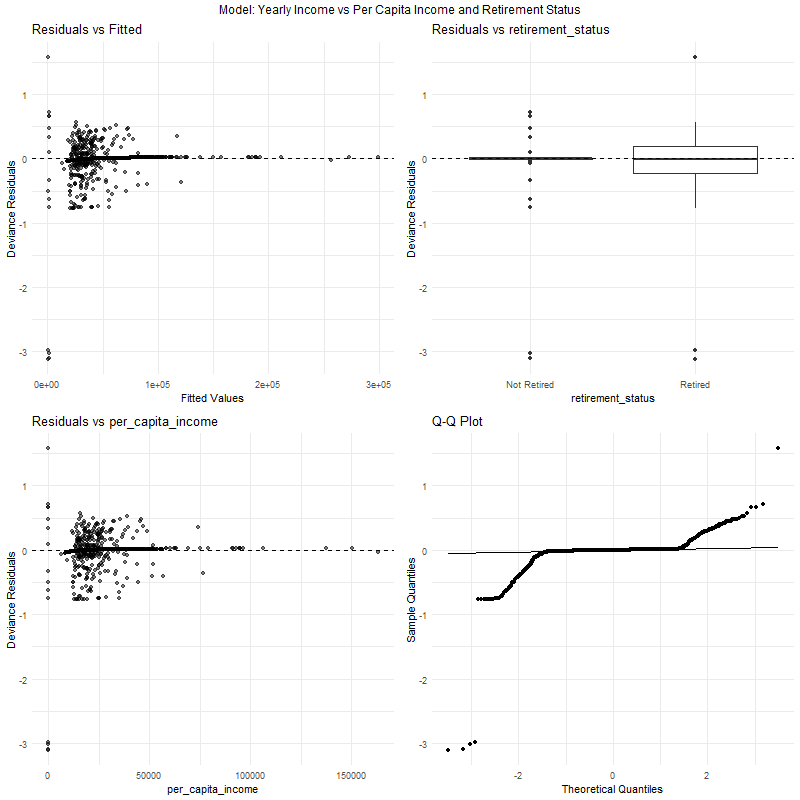 Model: Yearly Income vs Per Capita Income and Retirement Status
Residuals vs Fitted
1
0
-1
-2
-3
Deviance Residuals
0e+00 1e+05 2e+05 3e+05
Fitted Values
Residuals vs retirement_status
1
0
-1
-2
-3
Deviance Residuals
Not Retired Retired
retirement_status
Residuals vs per_capita_income
1
0
-1
-2
-3
Deviance Residuals
0 50000 100000 150000
per_capita_income
Q-Q Plot
1
0
-1
-2
-3
Sample Quantiles
-2 0 2
Theoretical Quantiles